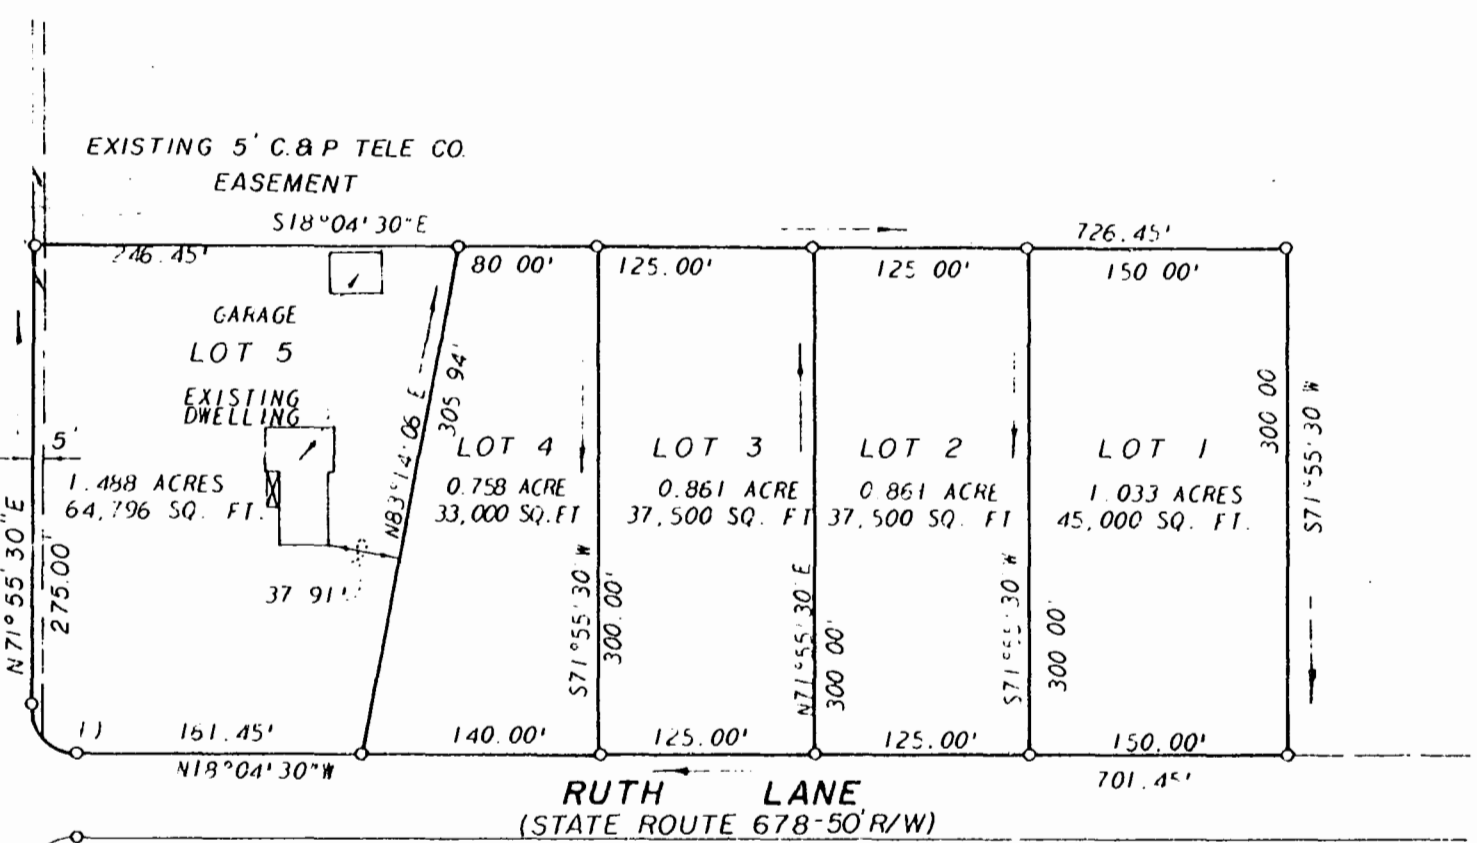 EXISTING 5' C.&P TELE CO.
EASEMENT
S18°04'30"E
726.45'
246.45'
80 00'
125.00'
125 00'
150 00'
GARAGE
LOT 5
EXISTING
DWELLING
5'
1.488 ACRES
64,796 SQ. FT.
N71°55'30"E
275.00'
37 91'
N83°14'06 E
305 94'
LOT 4
0.758 ACRE
33,000 SQ.FT
S71°55'30 W
300.00'
LOT 3
0.861 ACRE
37,500 SQ. FT
N71°55'30 E
300 00'
LOT 2
0.861 ACRE
37,500 SQ. FT
S71°55'30 W
300 00'
LOT 1
1.033 ACRES
45,000 SQ. FT.
300 00
S71°55'30 W
161.45'
140.00'
125.00'
125.00'
150.00'
N18°04'30"W
701.45'
RUTH LANE
(STATE ROUTE 678-50'R/W)